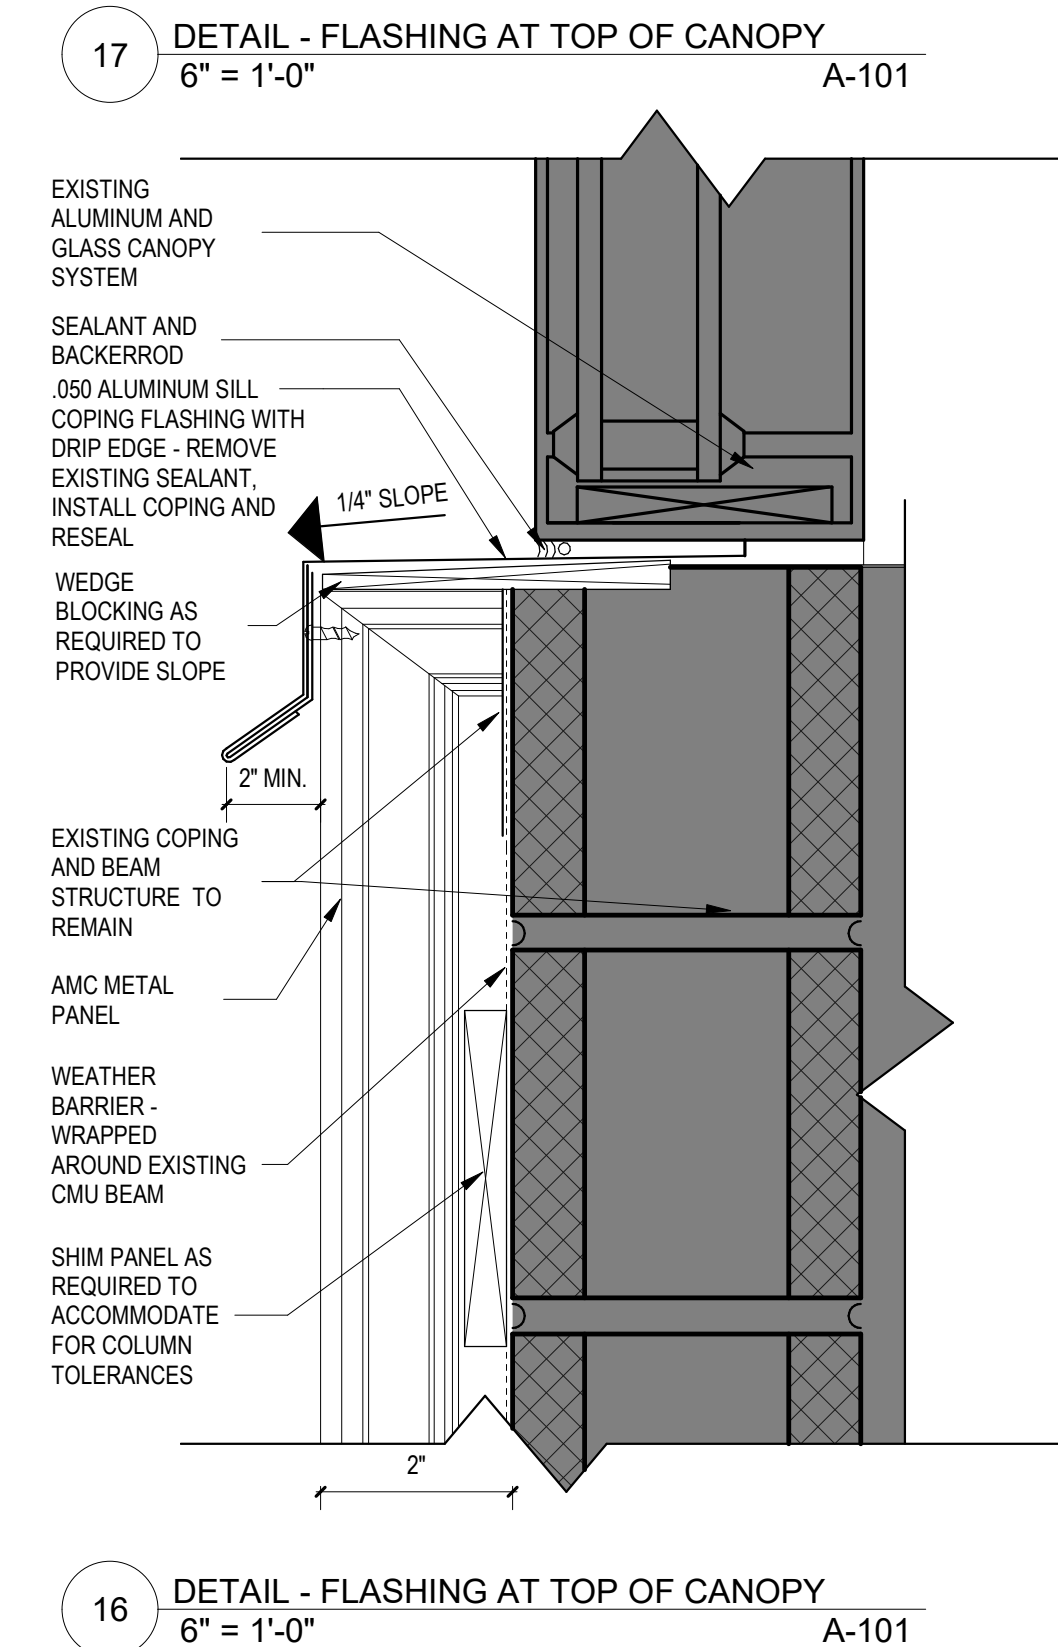 17
DETAIL - FLASHING AT TOP OF CANOPY
6" = 1'-0"
A-101
EXISTING
ALUMINUM AND
GLASS CANOPY
SYSTEM
SEALANT AND
BACKERROD
.050 ALUMINUM SILL
COPING FLASHING WITH
DRIP EDGE - REMOVE
EXISTING SEALANT,
INSTALL COPING AND
RESEAL
1/4" SLOPE
WEDGE
BLOCKING AS
REQUIRED TO
PROVIDE SLOPE
2" MIN.
EXISTING COPING
AND BEAM
STRUCTURE TO
REMAIN
AMC METAL
PANEL
WEATHER
BARRIER -
WRAPPED
AROUND EXISTING
CMU BEAM
SHIM PANEL AS
REQUIRED TO
ACCOMMODATE
FOR COLUMN
TOLERANCES
2"
16
DETAIL - FLASHING AT TOP OF CANOPY
6" = 1'-0"
A-101